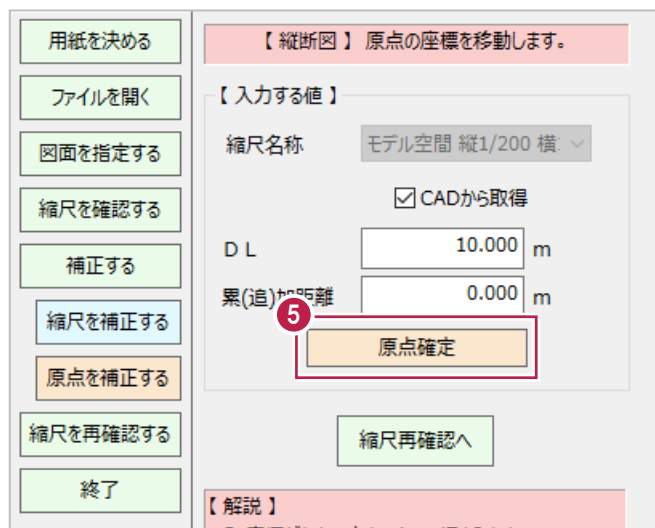 用紙を決める
ファイルを開く
図面を指定する
縮尺を確認する
補正する
縮尺を補正する
原点を補正する
縮尺を再確認する
終了
【 縦断図 】 原点の座標を移動します。
【 入力する値 】
縮尺名称 モデル空間 縦1/200 横:
CADから取得
ＤＬ 10.000 m
累(追)加距離 0.000 m
5
原点確定
縮尺再確認へ
【 解説 】